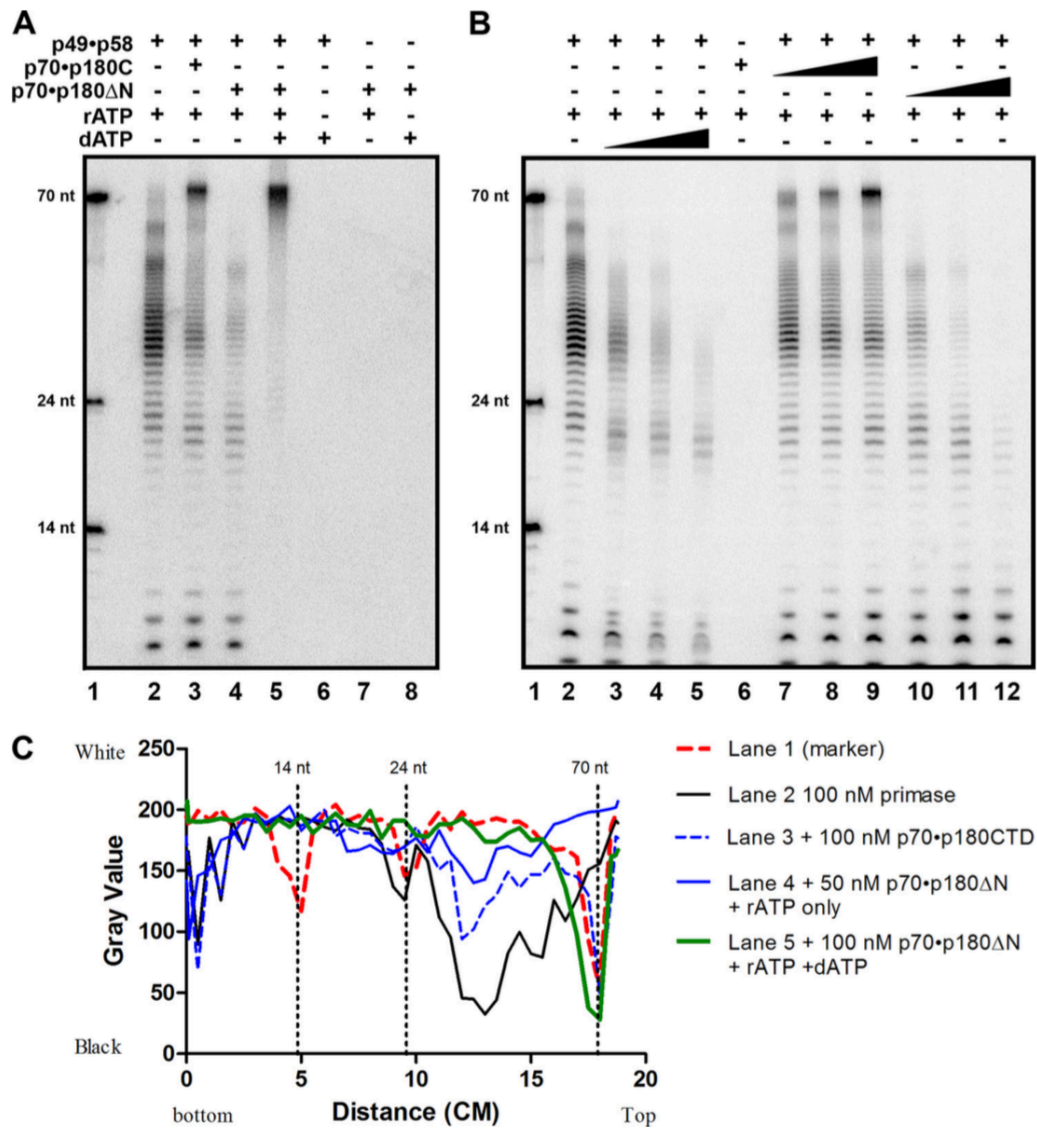 A
p49•p58 + + + + + - -
p70•p180C - + - - - - -
p70•p180ΔN - - + + - + +
rATP + + + + - + -
dATP - - - + + - +
70 nt
24 nt
14 nt
1 2 3 4 5 6 7 8
B
+ + + + - + + + + + +
- - - - + - - -
- - - - - - - -
+ + + + + + + + + + +
- - - - - - - -
70 nt
24 nt
14 nt
1 2 3 4 5 6 7 8 9 10 11 12
C
White
250
200
150
100
50
0
Black
Gray Value
14 nt
24 nt
70 nt
0 5 10 15 20
bottom
Distance (CM)
Top
Lane 1 (marker)
Lane 2 100 nM primase
Lane 3 + 100 nM p70•p180CTD
Lane 4 + 50 nM p70•p180ΔN
+ rATP only
Lane 5 + 100 nM p70•p180ΔN
+ rATP +dATP